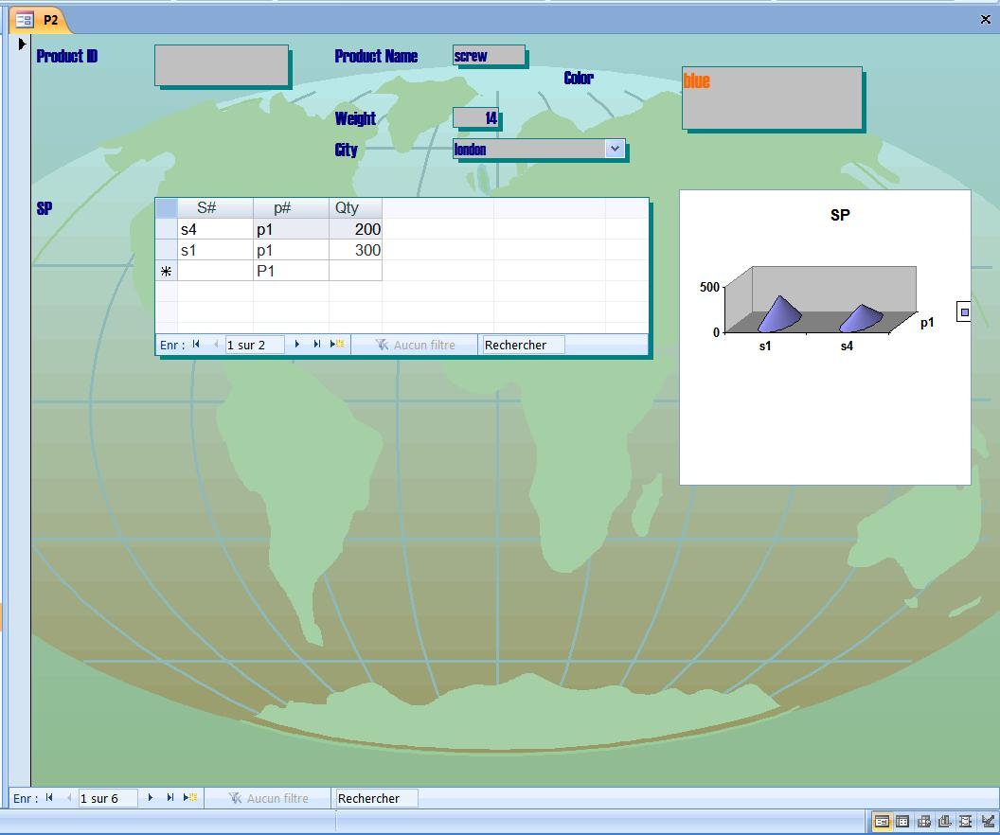 P2
Product ID
Product Name screw
Color blue
Weight 14
City london
SP
S# p# Qty
s4 p1 200
s1 p1 300
P1
Enr : 1 sur 2 Aucun filtre Rechercher
SP
500
0
s1 s4
p1
Enr : 1 sur 6 Aucun filtre Rechercher